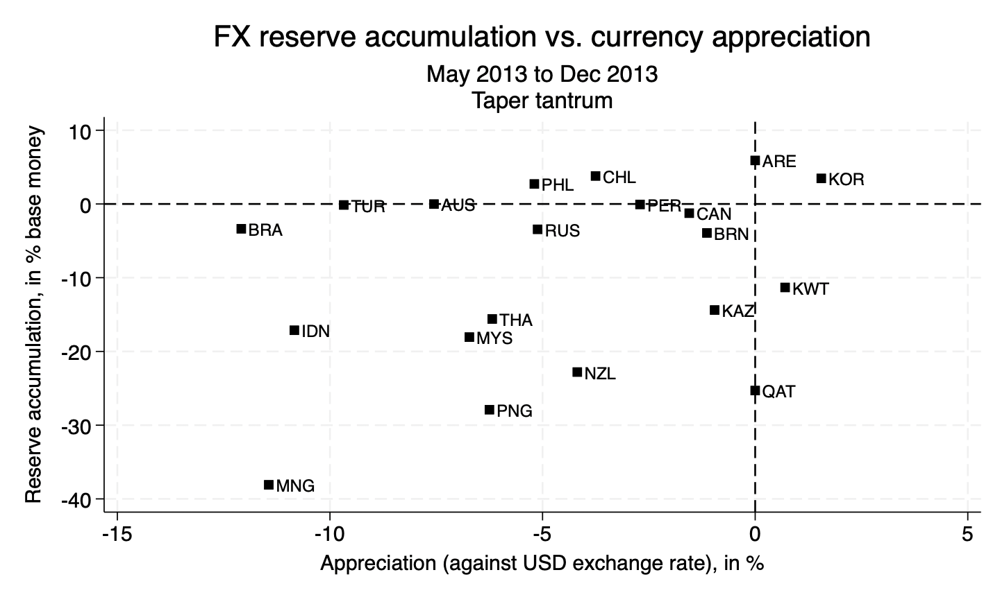 FX reserve accumulation vs. currency appreciation
May 2013 to Dec 2013
Taper tantrum
Reserve accumulation, in % base money
10
0
-10
-20
-30
-40
ARE
KOR
CHL
PHL
TUR
AUS
PER
CAN
BRA
RUS
BRN
KWT
KAZ
THA
IDN
MYS
NZL
QAT
PNG
MNG
-15
-10
-5
0
5
Appreciation (against USD exchange rate), in %